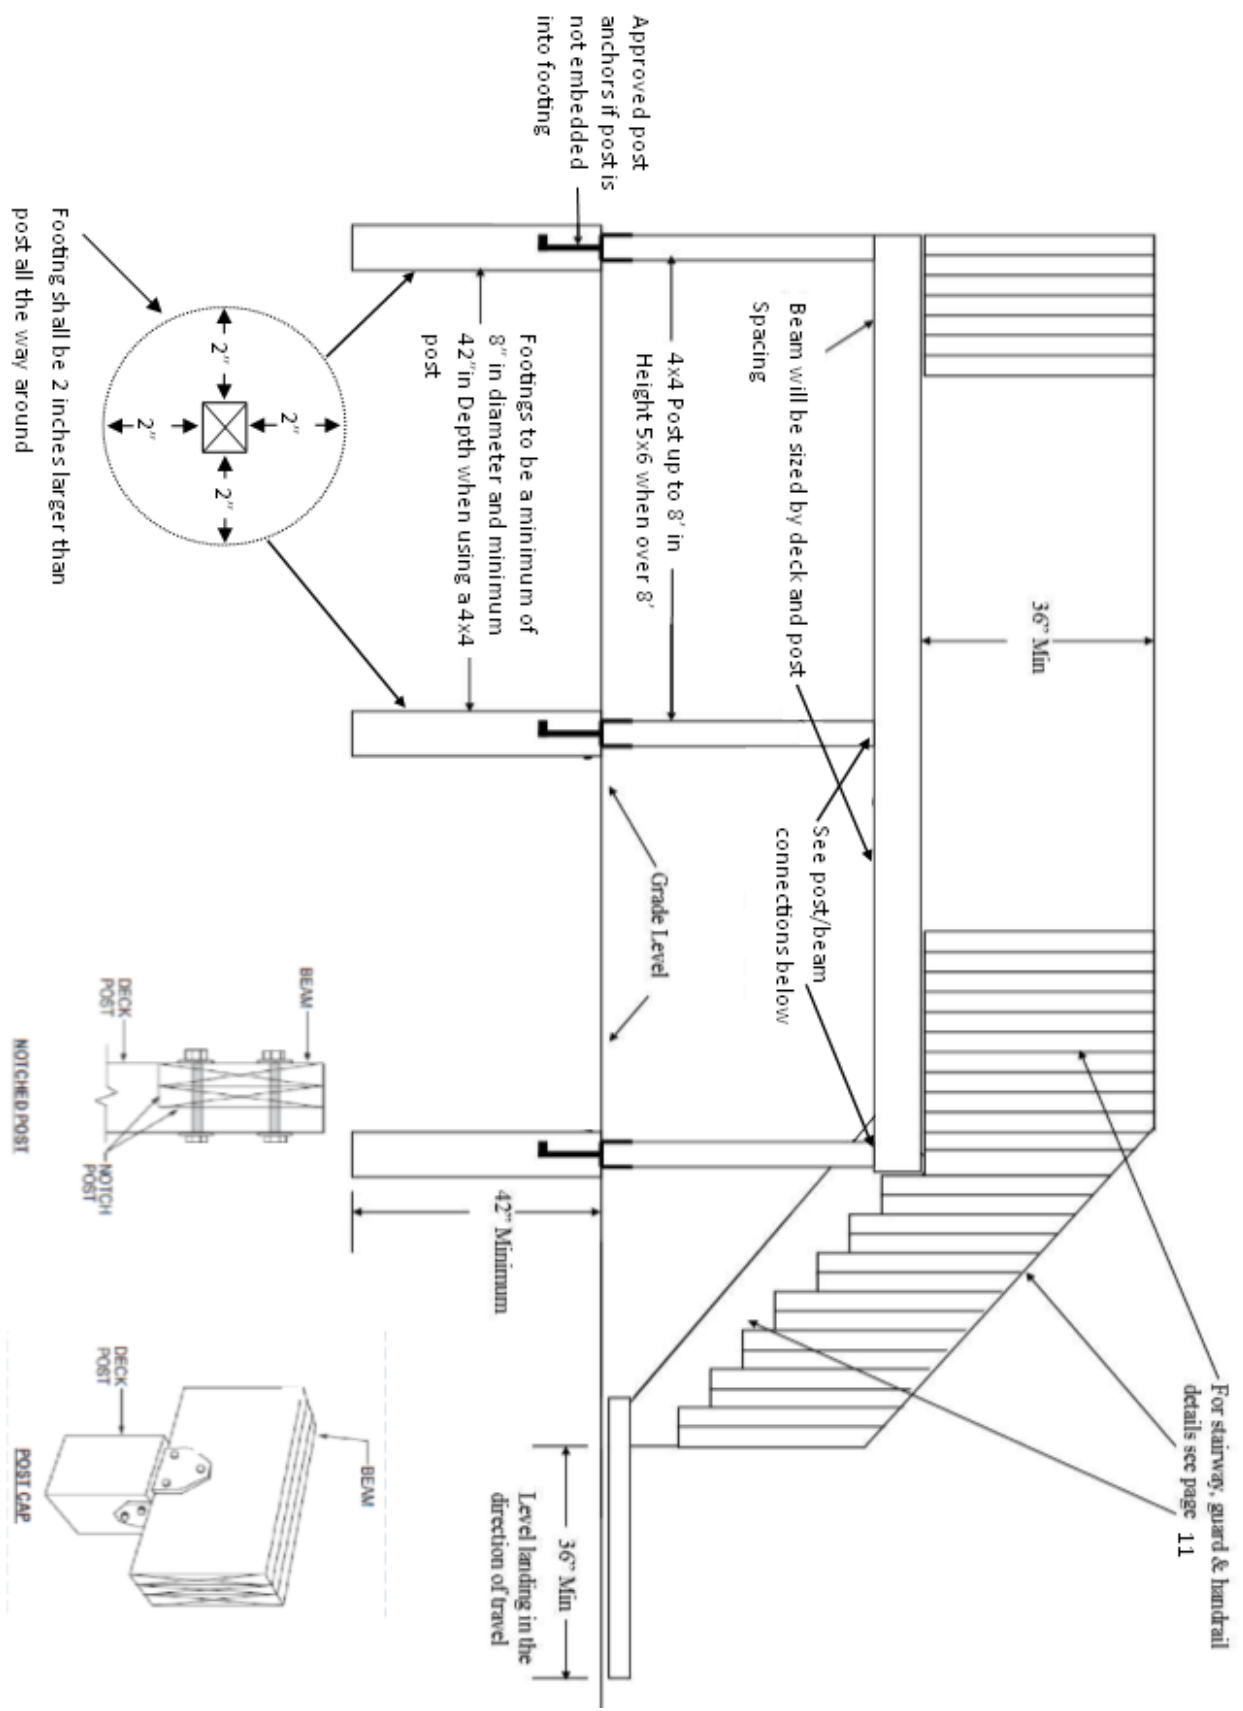 For stairway, guard & handrail
details see page 11
36" Min
Beam will be sized by deck and post
Spacing
See post/beam
connections below
4x4 Post up to 8' in
Height 5x6 when over 8'
Approved post
anchors if post is
not embedded
into footing
Grade Level
Footings to be a minimum of
8" in diameter and minimum
42"in Depth when using a 4x4
post
42" Minimum
36" Min
Level landing in the
direction of travel
2"
2"
2"
2"
Footing shall be 2 inches larger than
post all the way around
BEAM
DECK
POST
NOTCH
POST
NOTCHED POST
BEAM
DECK
POST
POST CAP